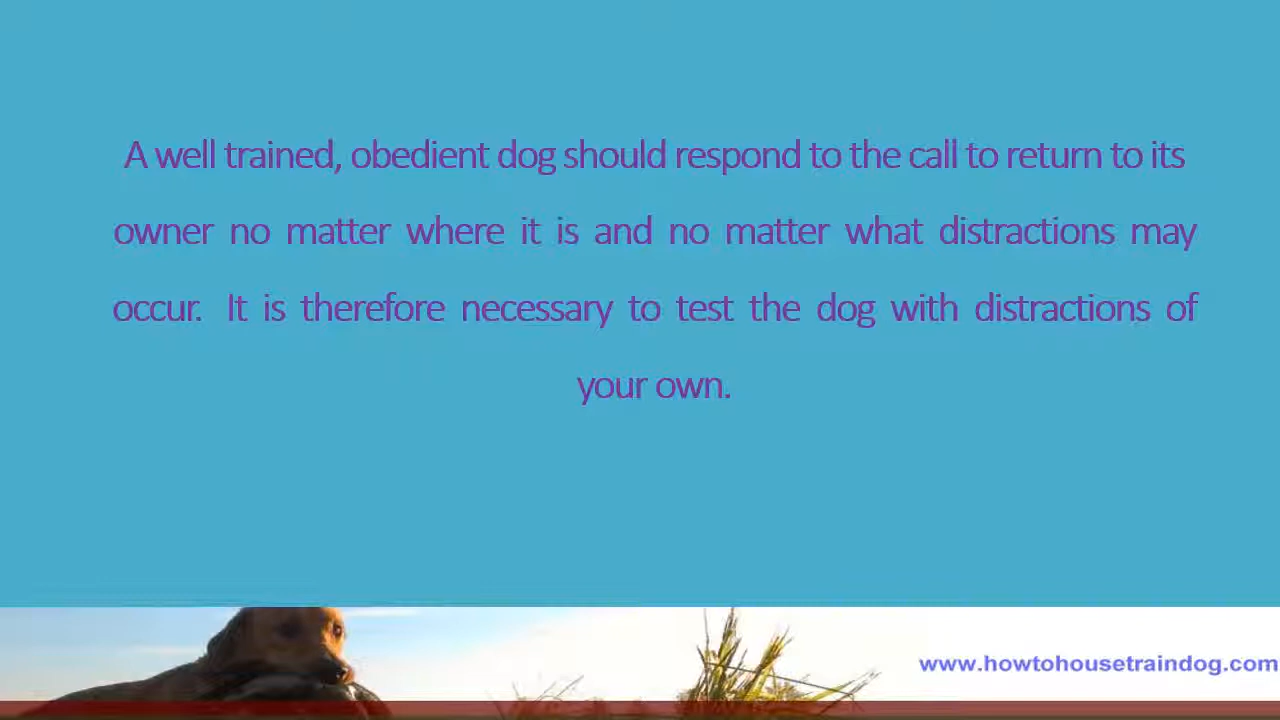 A well trained, obedient dog should respond to the call to return to its
owner no matter where it is and no matter what distractions may
occur. It is therefore necessary to test the dog with distractions of
your own.
www.howtohousetraindog.com